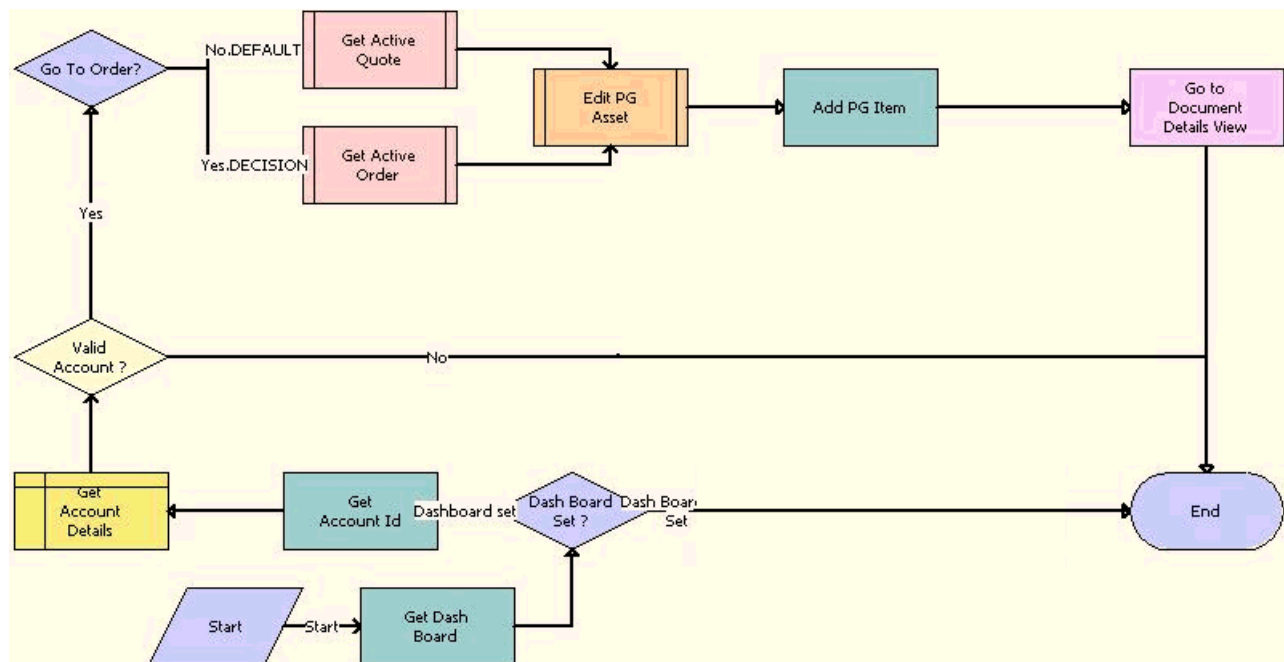 Go To Order?
No.DEFAULT
Get Active
Quote
Edit PG
Asset
Add PG Item
Go to
Document
Details View
Yes.DECISION
Get Active
Order
Yes
Valid
Account ?
No
Get
Account
Details
Get
Account Id
Dashboard set
Dash Board
Set ?
Dash Board
Set
End
Start
Start
Get Dash
Board